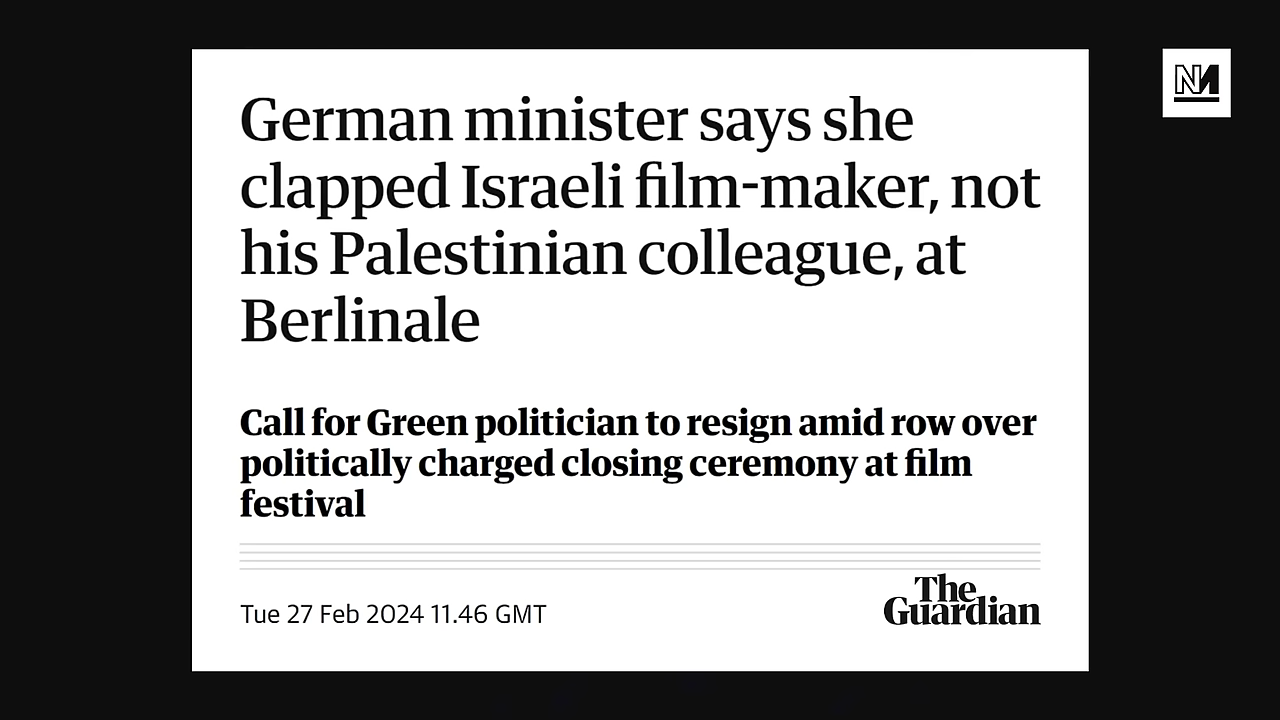 German minister says she
clapped Israeli film-maker, not
his Palestinian colleague, at
Berlinale
Call for Green politician to resign amid row over
politically charged closing ceremony at film
festival
Tue 27 Feb 2024 11.46 GMT
The
Guardian
NM